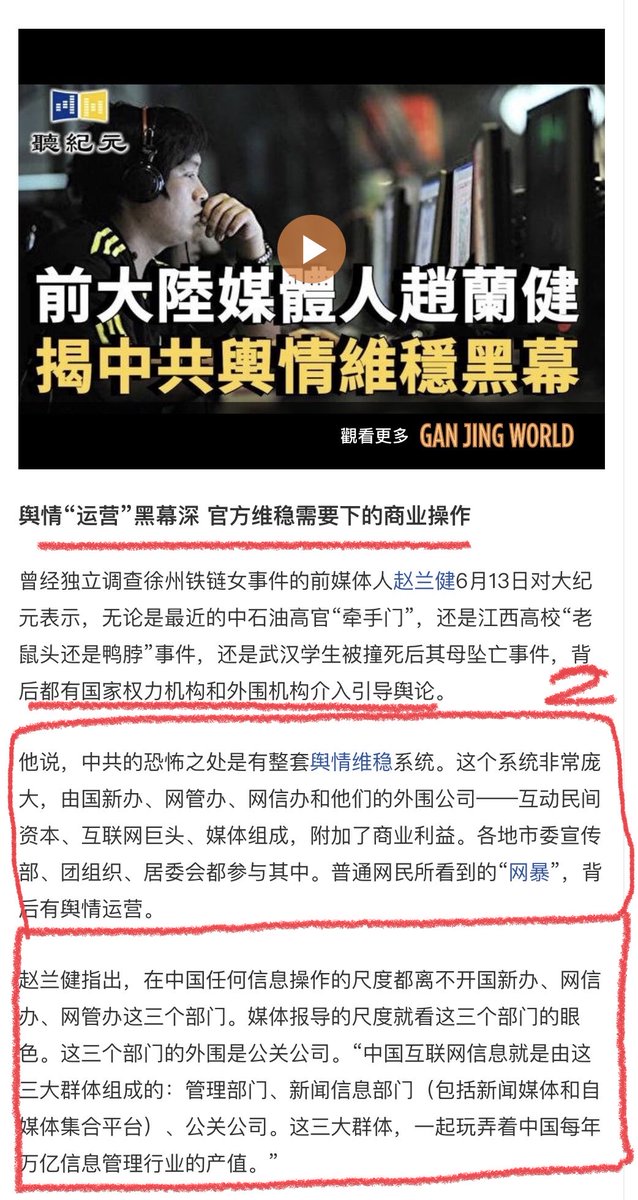 聽紀元
前大陸媒體人趙蘭健
揭中共輿情維穩黑幕
觀看更多 GAN JING WORLD
舆情“运营”黑幕深 官方维稳需要下的商业操作
曾经独立调查徐州铁链女事件的前媒体人赵兰健6月13日对大纪
元表示，无论是最近的中石油高官“牵手门”，还是江西高校“老
鼠头还是鸭脖”事件，还是武汉学生被撞死后其母坠亡事件，背
后都有国家权力机构和外围机构介入引导舆论。
2
他说，中共的恐怖之处是有整套舆情维稳系统。这个系统非常庞
大，由国新办、网管办、网信办和他们的外围公司——互动民间
资本、互联网巨头、媒体组成，附加了商业利益。各地市委宣传
部、团组织、居委会都参与其中。普通网民所看到的“网暴”，背
后有舆情运营。
赵兰健指出，在中国任何信息操作的尺度都离不开国新办、网信
办、网管办这三个部门。媒体报导的尺度就看这三个部门的眼
色。这三个部门的外围是公关公司。“中国互联网信息就是由这
三大群体组成的：管理部门、新闻信息部门（包括新闻媒体和自
媒体集合平台）、公关公司。这三大群体，一起玩弄着中国每年
万亿信息管理行业的产值。”